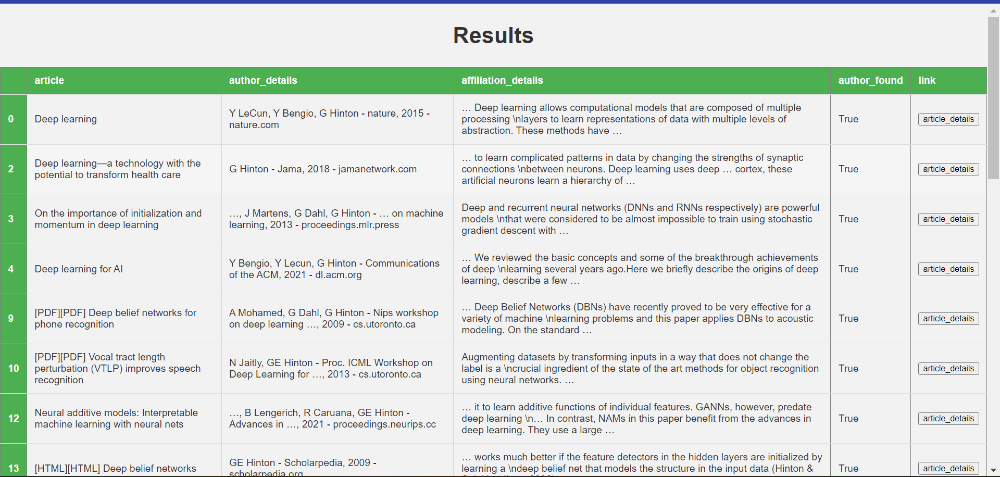 Results
article author_details affiliation_details author_found link
0
Deep learning
Y LeCun, Y Bengio, G Hinton - nature, 2015 -
nature.com
… Deep learning allows computational models that are composed of multiple
processing \nlayers to learn representations of data with multiple levels of
abstraction. These methods have …
True
article_details
2
Deep learning—a technology with the
potential to transform health care
G Hinton - Jama, 2018 - jamanetwork.com
… to learn complicated patterns in data by changing the strengths of synaptic
connections \nbetween neurons. Deep learning uses deep … cortex, these
artificial neurons learn a hierarchy of …
True
article_details
3
On the importance of initialization and
momentum in deep learning
…, J Martens, G Dahl, G Hinton - … on machine
learning, 2013 - proceedings.mlr.press
Deep and recurrent neural networks (DNNs and RNNs respectively) are powerful
models \nthat were considered to be almost impossible to train using stochastic
gradient descent with …
True
article_details
4
Deep learning for AI
Y Bengio, Y Lecun, G Hinton - Communications
of the ACM, 2021 - dl.acm.org
… We reviewed the basic concepts and some of the breakthrough achievements
of deep \nlearning several years ago.Here we briefly describe the origins of deep
learning, describe a few …
True
article_details
9
[PDF][PDF] Deep belief networks for
phone recognition
A Mohamed, G Dahl, G Hinton - Nips workshop
on deep learning …, 2009 - cs.utoronto.ca
… Deep Belief Networks (DBNs) have recently proved to be very effective for a
variety of machine \nlearning problems and this paper applies DBNs to acoustic
modeling. On the standard …
True
article_details
10
[PDF][PDF] Vocal tract length
perturbation (VTLP) improves speech
recognition
N Jaitly, GE Hinton - Proc. ICML Workshop on
Deep Learning for …, 2013 - cs.utoronto.ca
Augmenting datasets by transforming inputs in a way that does not change the
label is a \ncrucial ingredient of the state of the art methods for object recognition
using neural networks. …
True
article_details
12
Neural additive models: Interpretable
machine learning with neural nets
…, B Lengerich, R Caruana, GE Hinton -
Advances in …, 2021 - proceedings.neurips.cc
… it to learn additive functions of individual features. GANNs, however, predate
deep learning \n… In contrast, NAMs in this paper benefit from the advances in
deep learning. They use a large …
True
article_details
13
[HTML][HTML] Deep belief networks
GE Hinton - Scholarpedia, 2009 -
scholarpedia.org
… works much better if the feature detectors in the hidden layers are initialized by
learning a \ndeep belief net that models the structure in the input data (Hinton &
True
article_details